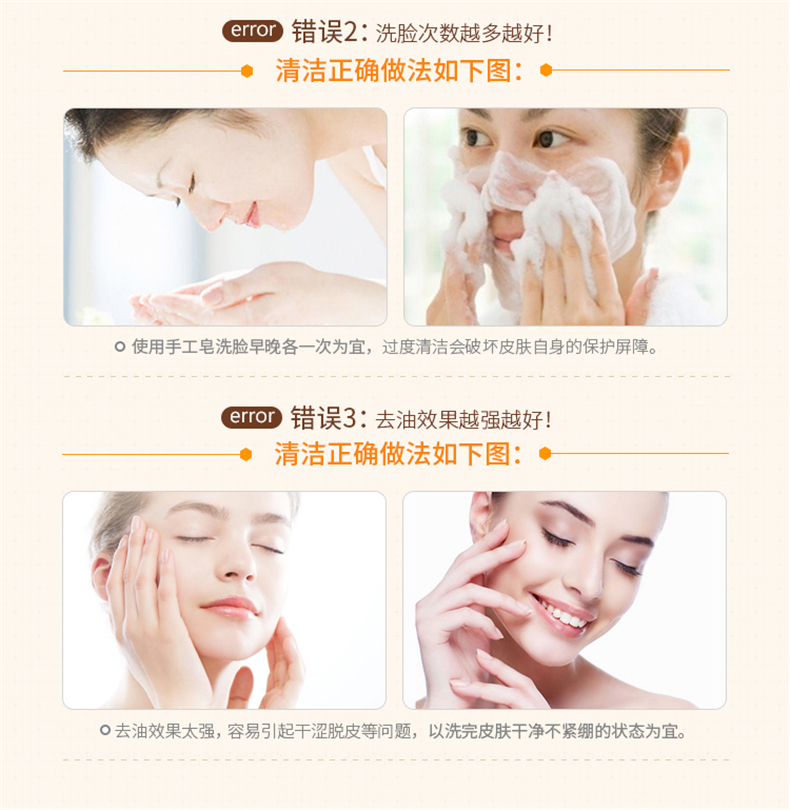 error 错误2：洗脸次数越多越好！
清洁正确做法如下图：
使用手工皂洗脸早晚各一次为宜，过度清洁会破坏皮肤自身的保护屏障。
error 错误3：去油效果越强越好！
清洁正确做法如下图：
去油效果太强，容易引起干涩脱皮等问题，以洗完皮肤干净不紧绷的状态为宜。